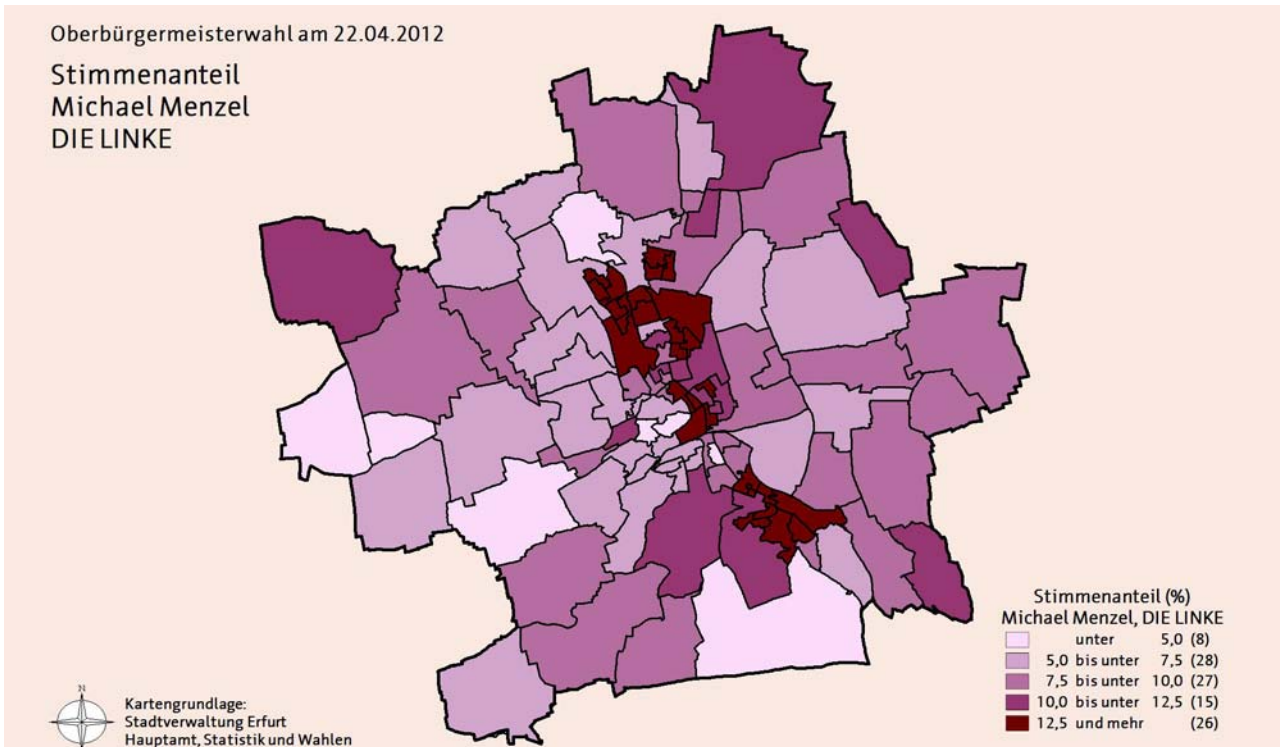 Oberbürgermeisterwahl am 22.04.2012
Stimmenanteil
Michael Menzel
DIE LINKE
Stimmenanteil (%)
Michael Menzel, DIE LINKE
unter 5,0 (8)
5,0 bis unter 7,5 (28)
7,5 bis unter 10,0 (27)
10,0 bis unter 12,5 (15)
12,5 und mehr (26)
N
Kartengrundlage:
Stadtverwaltung Erfurt
Hauptamt, Statistik und Wahlen